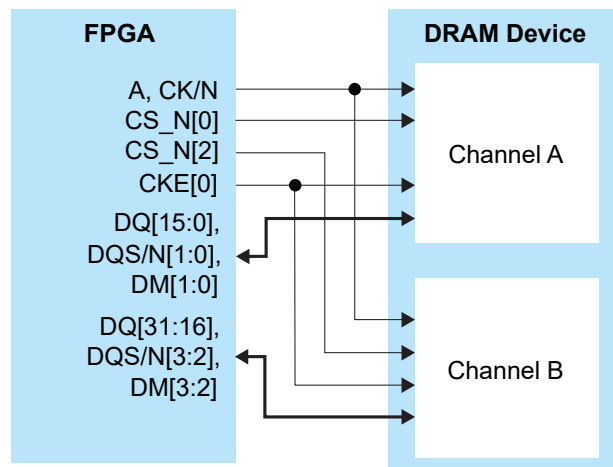 FPGA
DRAM Device
A, CK/N
CS_N[0]
CS_N[2]
CKE[0]
DQ[15:0],
DQS/N[1:0],
DM[1:0]
DQ[31:16],
DQS/N[3:2],
DM[3:2]
Channel A
Channel B